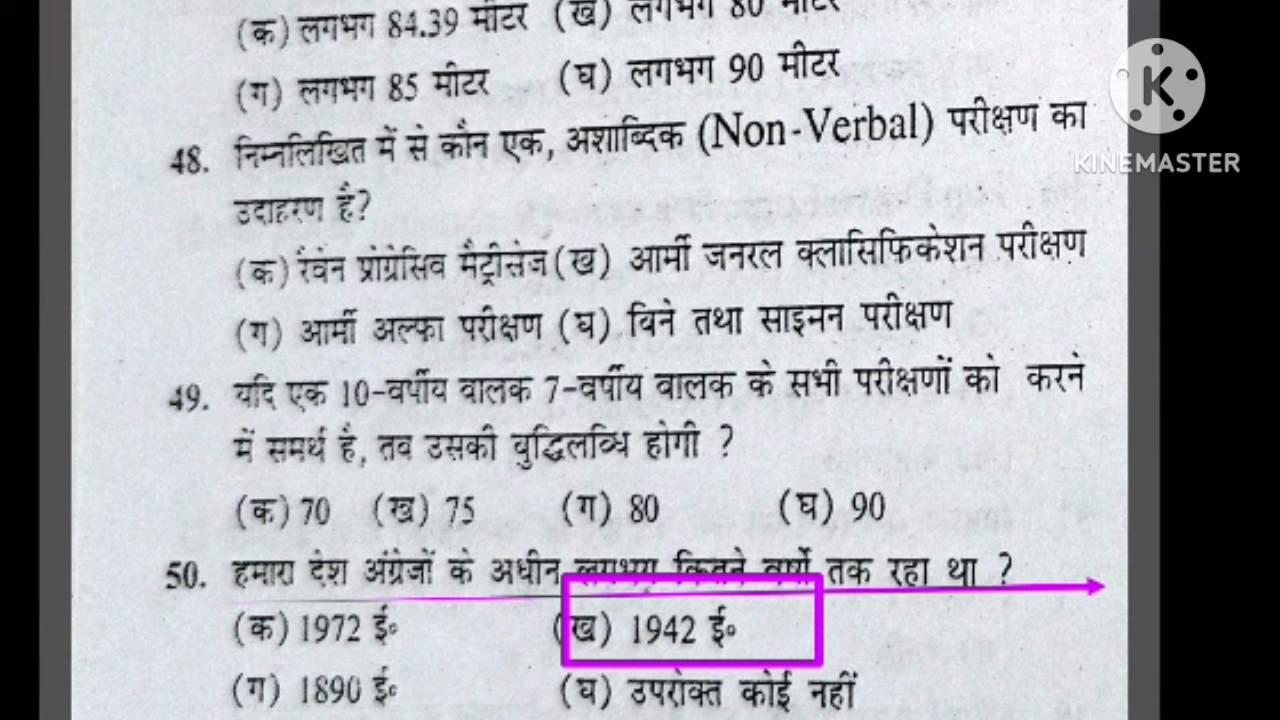 (क) लगभग 84.39 मीटर (ख) लगभग 80 मीटर
(ग) लगभग 85 मीटर (घ) लगभग 90 मीटर
K
KINEMASTER
48. निम्नलिखित में से कौन एक, अशाब्दिक (Non-Verbal) परीक्षण का
उदाहरण है?
(क) रैवेन प्रोग्रेसिव मैट्रीसेज (ख) आर्मी जनरल क्लासिफिकेशन परीक्षण
(ग) आर्मी अल्फा परीक्षण (घ) विने तथा साइमन परीक्षण
49. यदि एक 10-वर्षीय वालक 7-वर्षीय वालक के सभी परीक्षणों को करने
में समर्थ है, तव उसकी वुद्धिलव्धि होगी ?
(क) 70 (ख) 75 (ग) 80 (घ) 90
50. हमारा देश अंग्रेजों के अधीन लगभग कितने वर्षों तक रहा था ?
(क) 1972 ई॰ (ख) 1942 ई॰
(ग) 1890 ई॰ (घ) उपरोक्त कोई नहीं